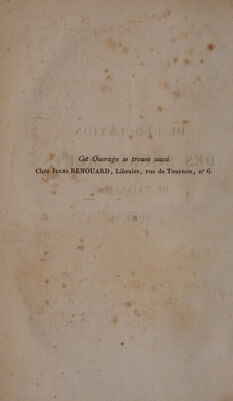 Cet Ouvrage se trouve aussi
Chez JULES RENOUARD, Libraire, rue de Tournon, n° 6.